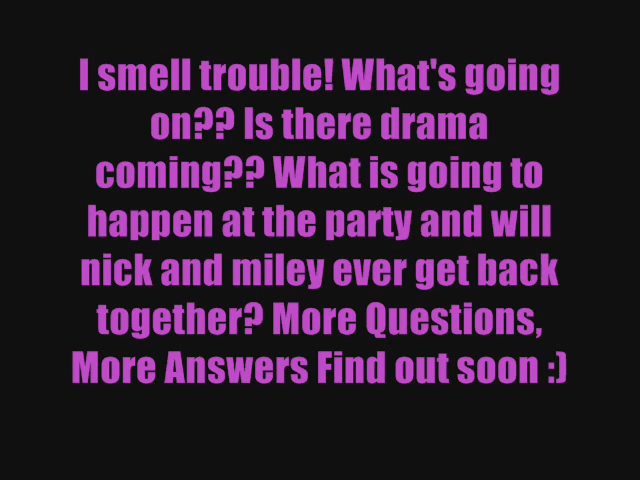 I smell trouble! What's going
on?? Is there drama
coming?? What is going to
happen at the party and will
nick and miley ever get back
together? More Questions,
More Answers Find out soon :)